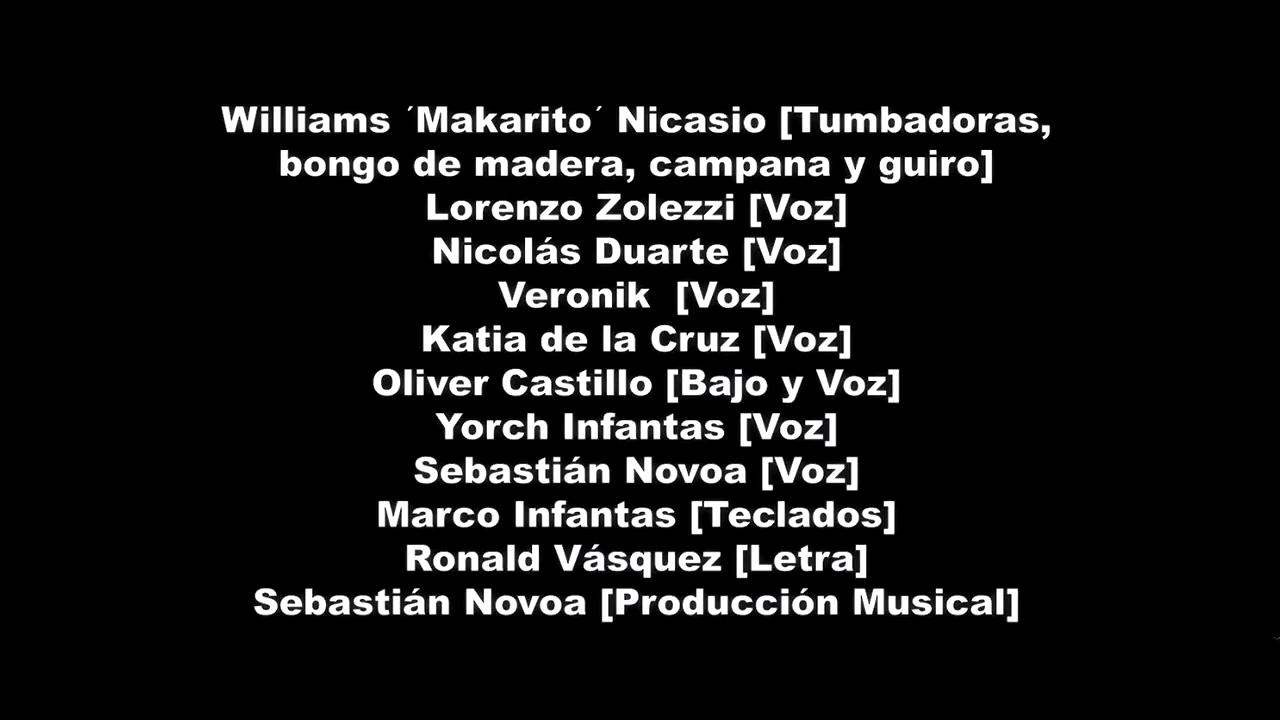 Williams ´Makarito´ Nicasio [Tumbadoras,
bongo de madera, campana y guiro]
Lorenzo Zolezzi [Voz]
Nicolás Duarte [Voz]
Veronik  [Voz]
Katia de la Cruz [Voz]
Oliver Castillo [Bajo y Voz]
Yorch Infantas [Voz]
Sebastián Novoa [Voz]
Marco Infantas [Teclados]
Ronald Vásquez [Letra]
Sebastián Novoa [Producción Musical]